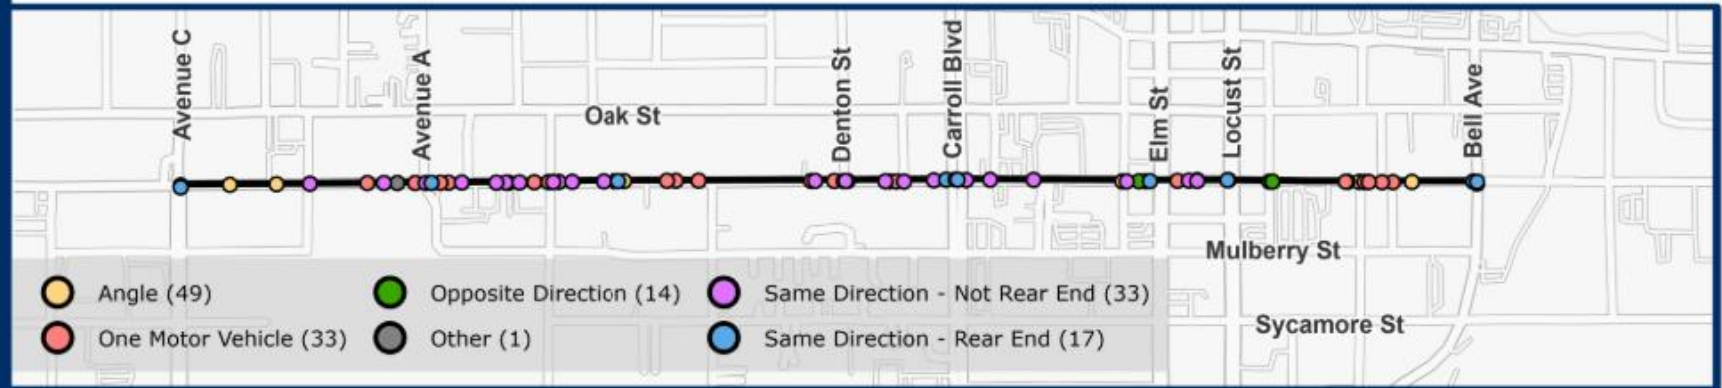 Avenue C
Avenue A
Oak St
Denton St
Carroll Blvd
Elm St
Locust St
Bell Ave
Mulberry St
Sycamore St
Angle (49)
Opposite Direction (14)
Same Direction - Not Rear End (33)
One Motor Vehicle (33)
Other (1)
Same Direction - Rear End (17)